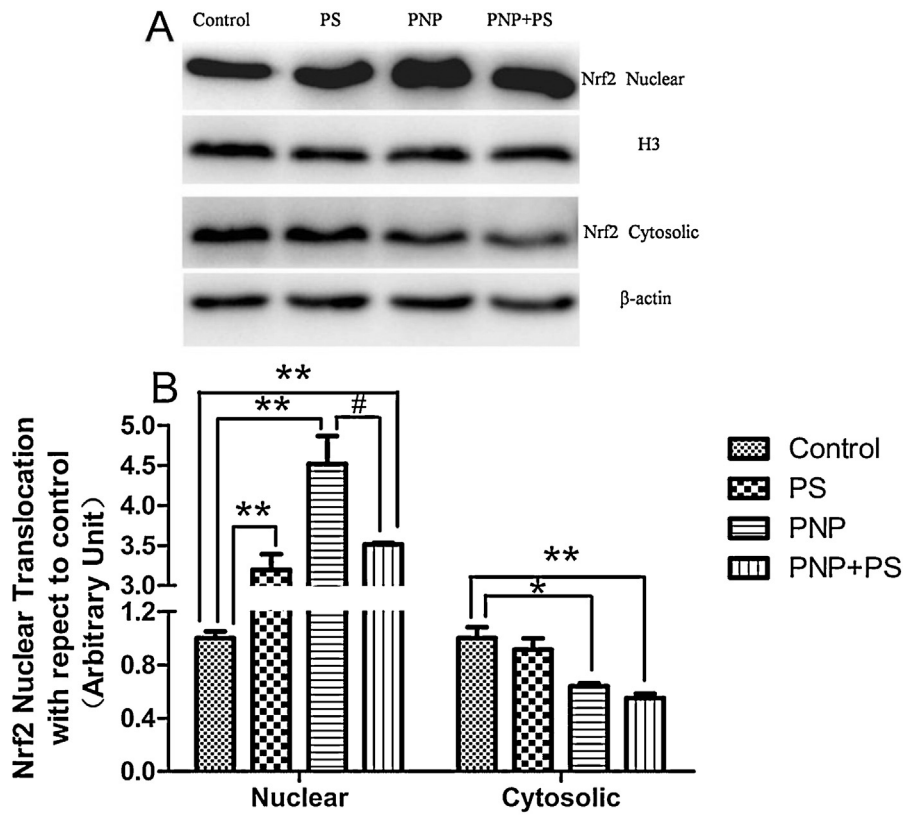 A
Control PS PNP PNP+PS
Nrf2 Nuclear
H3
Nrf2 Cytosolic
β-actin
B
Nrf2 Nuclear Translocation
with repect to control
(Arbitrary Unit)
5.0
4.5
4.0
3.5
3.0
1.2
0.8
0.4
0.0
**
**
#
**
**
*
Nuclear Cytosolic
Control
PS
PNP
PNP+PS